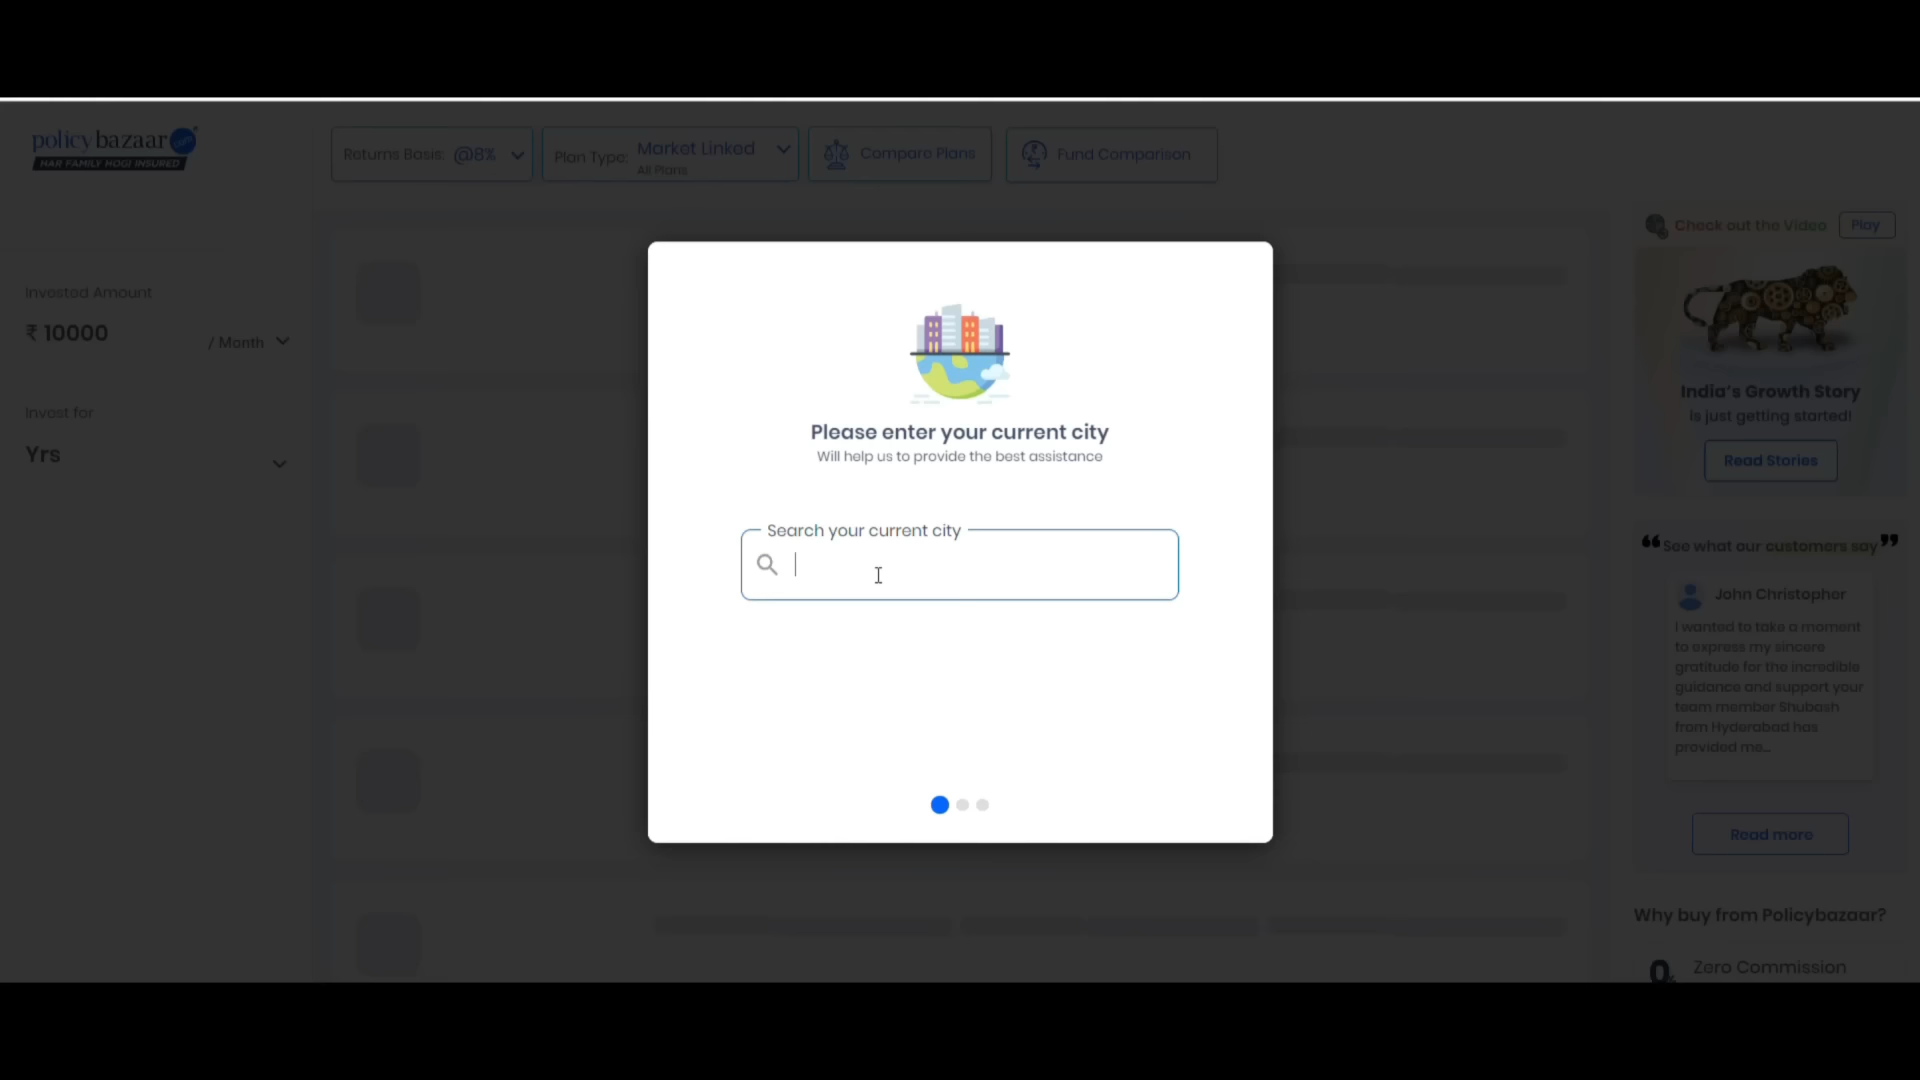 policybazaar.com
HAR FAMILY HOGI INSURED
Returns Basis: @8%
Plan Type: Market Linked
All Plans
Compare Plans
Fund Comparison
Invested Amount
₹ 10000
/ Month
Invest for
Yrs
Please enter your current city
Will help us to provide the best assistance
Search your current city
Check out the Video
Play
India's Growth Story
is just getting started!
Read Stories
“ See what our customers say ”
John Christopher
I wanted to take a moment
to express my sincere
gratitude for the incredible
guidance and support your
team member Shubash
from Hyderabad has
provided me...
Read more
Why buy from Policybazaar?
0% Zero Commission